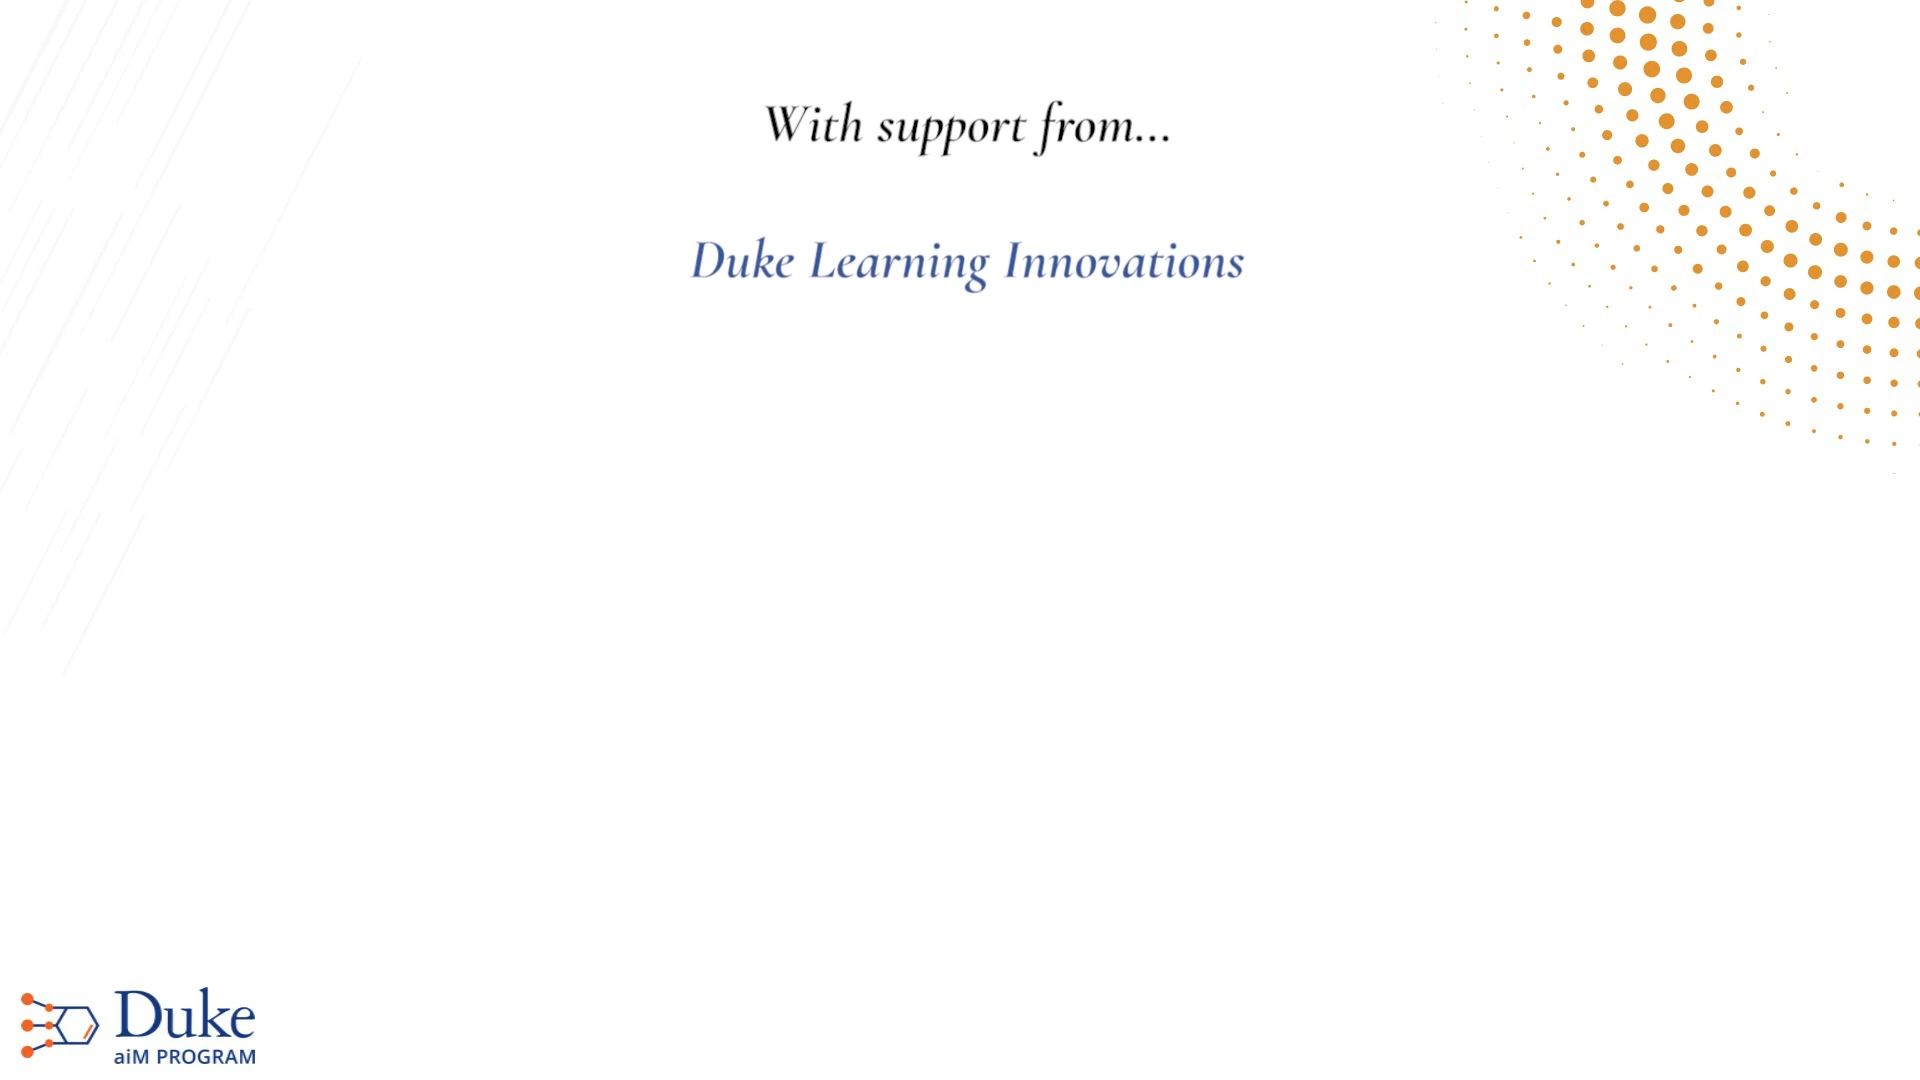 With support from...
Duke Learning Innovations
Duke
aiM PROGRAM